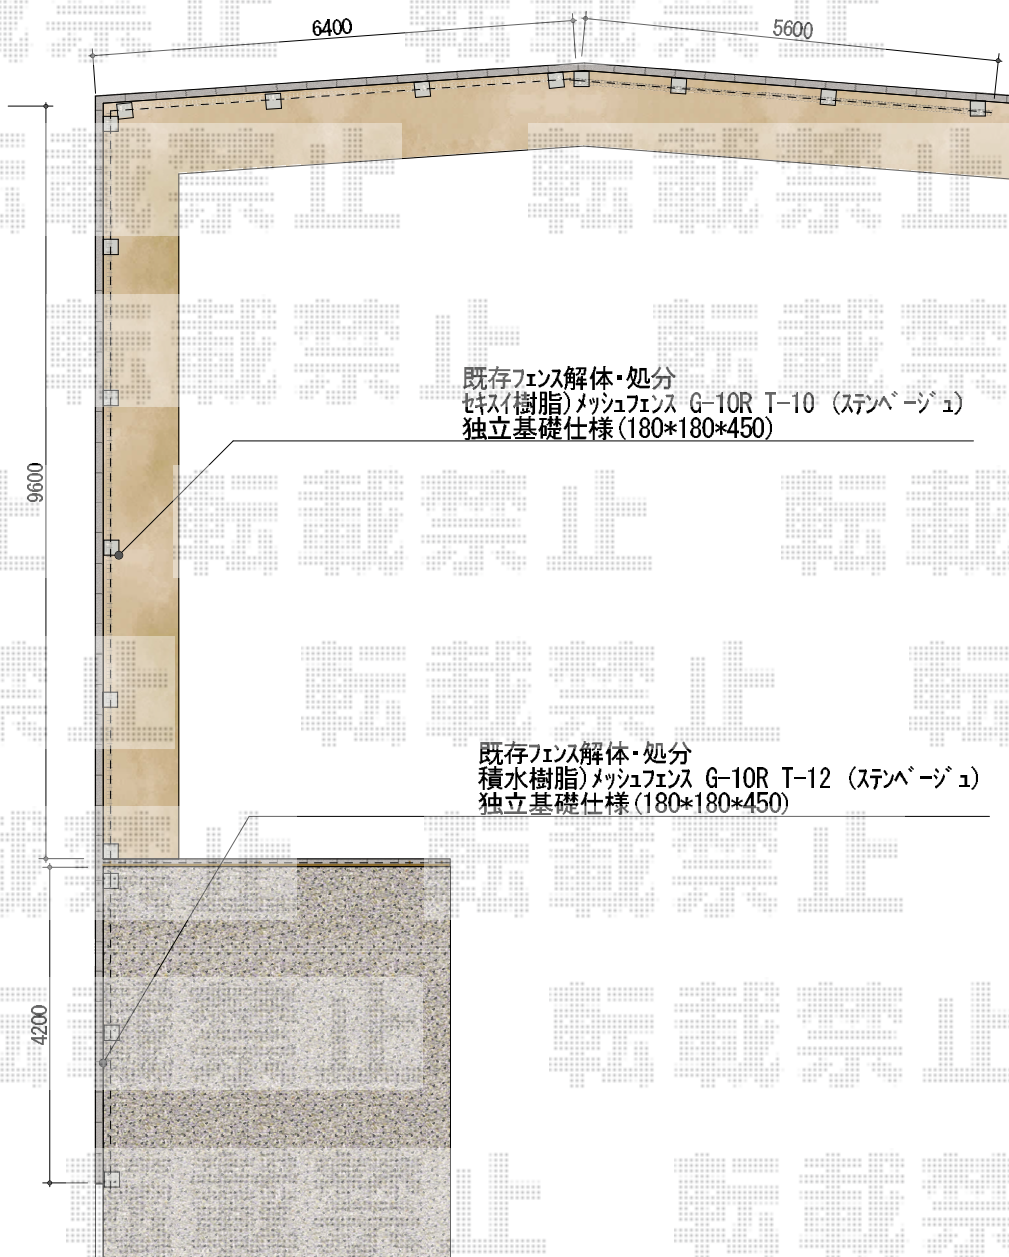 6400
5600
既存フェンス解体・処分
セキスイ樹脂)メッシュフェンス G-10R T-10 (ステンベージュ)
独立基礎仕様(180*180*450)
9600
既存フェンス解体・処分
積水樹脂)メッシュフェンス G-10R T-12 (ステンベージュ)
独立基礎仕様(180*180*450)
4200
転載禁止